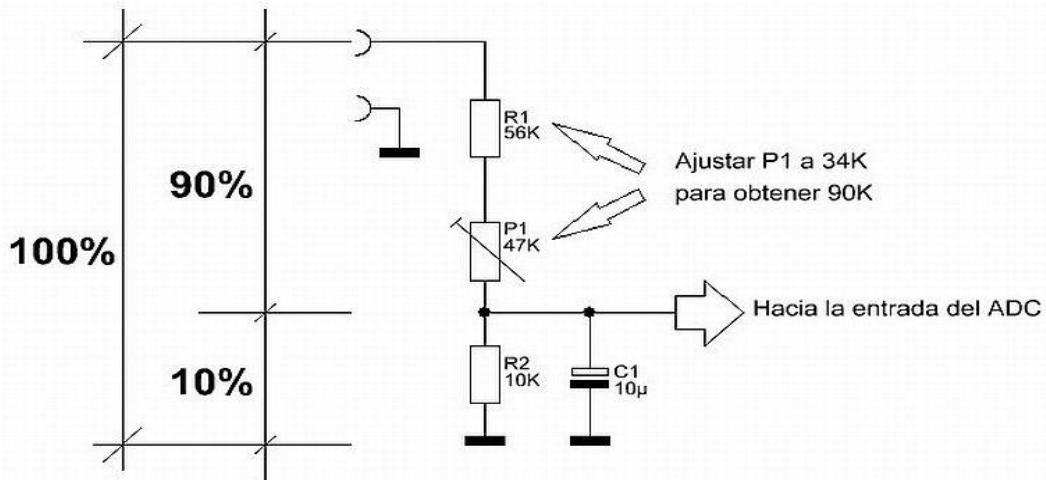 R1
56K
Ajustar P1 a 34K
para obtener 90K
90%
P1
47K
100%
Hacia la entrada del ADC
R2
10K
C1
10µ
10%